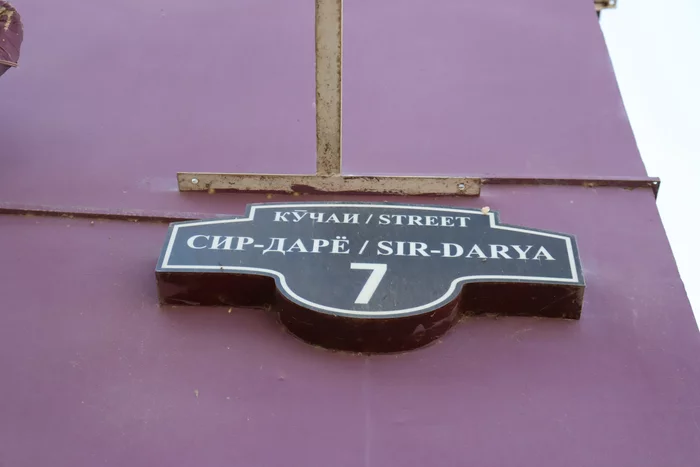 КӮЧАИ / STREET
СИР-ДАРЁ / SIR-DARYA
7